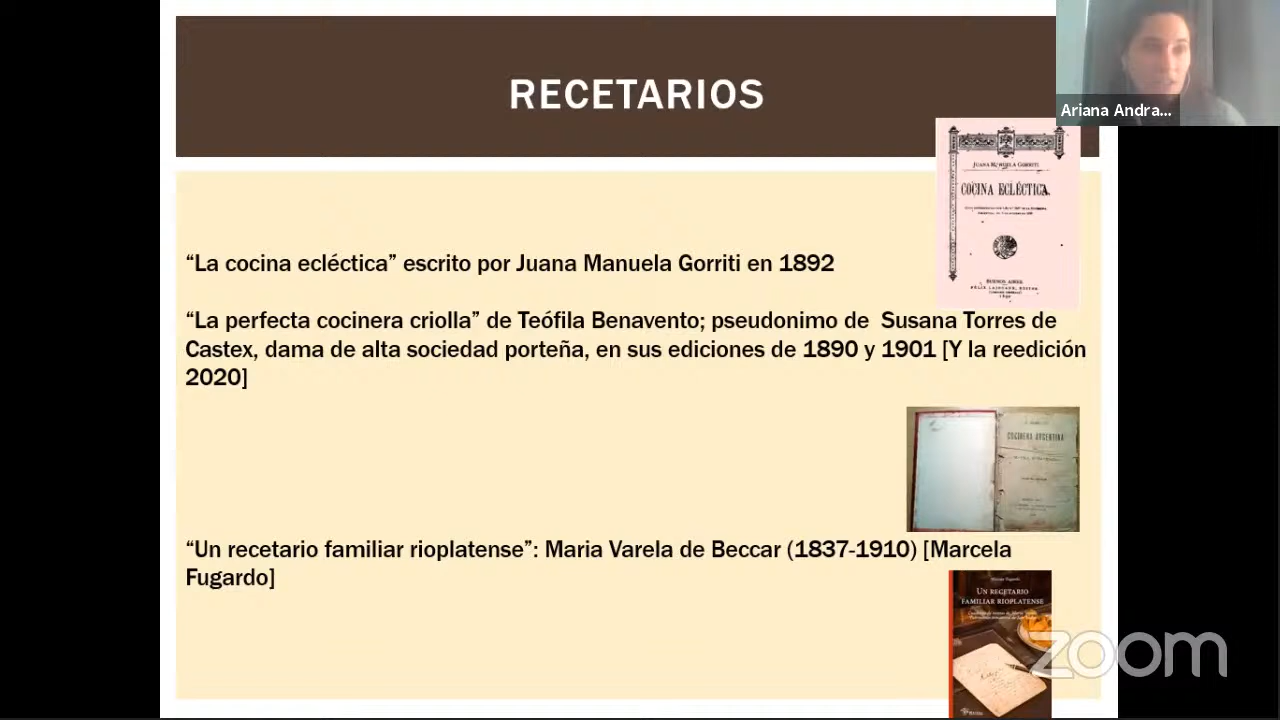 RECETARIOS
Ariana Andra...
JUANA MANUELA GORRITI
COCINA ECLÉCTICA.
BUENOS AIRES
“La cocina ecléctica” escrito por Juana Manuela Gorriti en 1892
“La perfecta cocinera criolla” de Teófila Benavento; pseudonimo de Susana Torres de
Castex, dama de alta sociedad porteña, en sus ediciones de 1890 y 1901 [Y la reedición
2020]
COCINERA ARGENTINA
“Un recetario familiar rioplatense”: Maria Varela de Beccar (1837-1910) [Marcela
Fugardo]
UN RECETARIO
FAMILIAR RIOPLATENSE
zoom